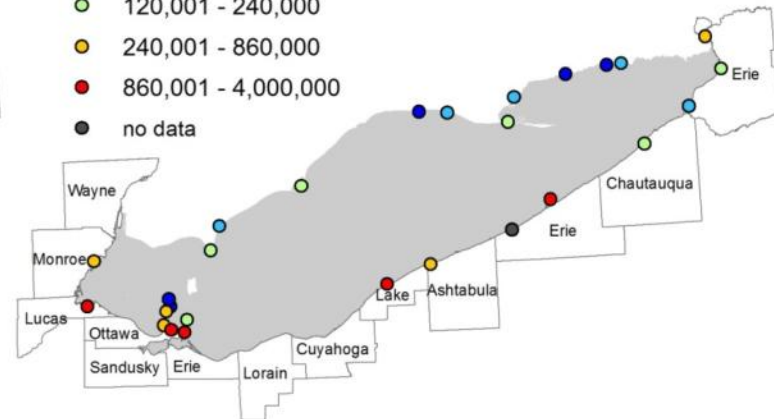 120,001 - 240,000
240,001 - 860,000
860,001 - 4,000,000
no data
Erie
Wayne
Chautauqua
Erie
Monroe
Lake
Ashtabula
Lucas
Ottawa
Cuyahoga
Sandusky
Erie
Lorain